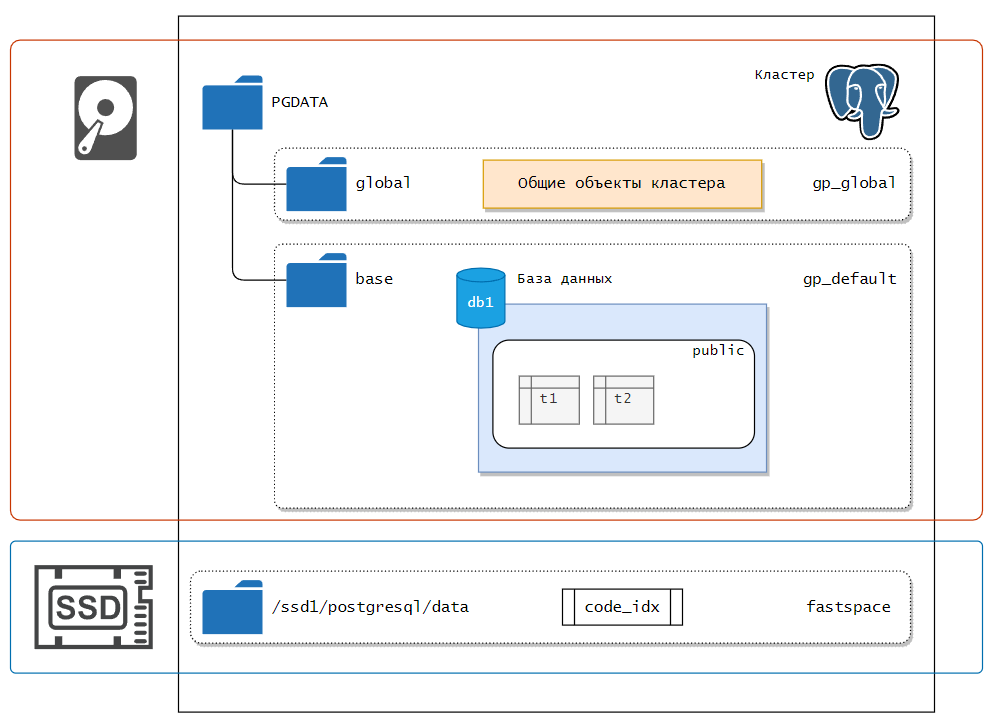 Кластер
PGDATA
global
Общие объекты кластера
gp_global
base
База данных
gp_default
db1
public
t1
t2
SSD
/ssd1/postgresql/data
code_idx
fastspace